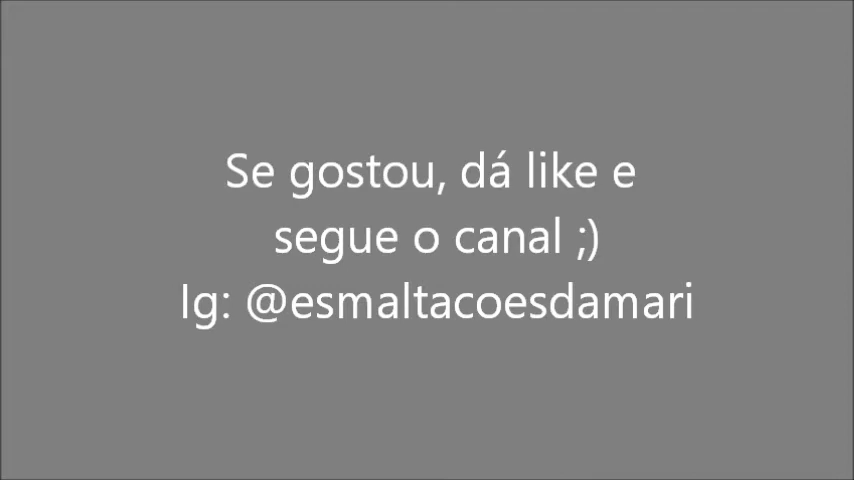 Se gostou, dá like e
segue o canal ;)
Ig: @esmaltacoesdamari